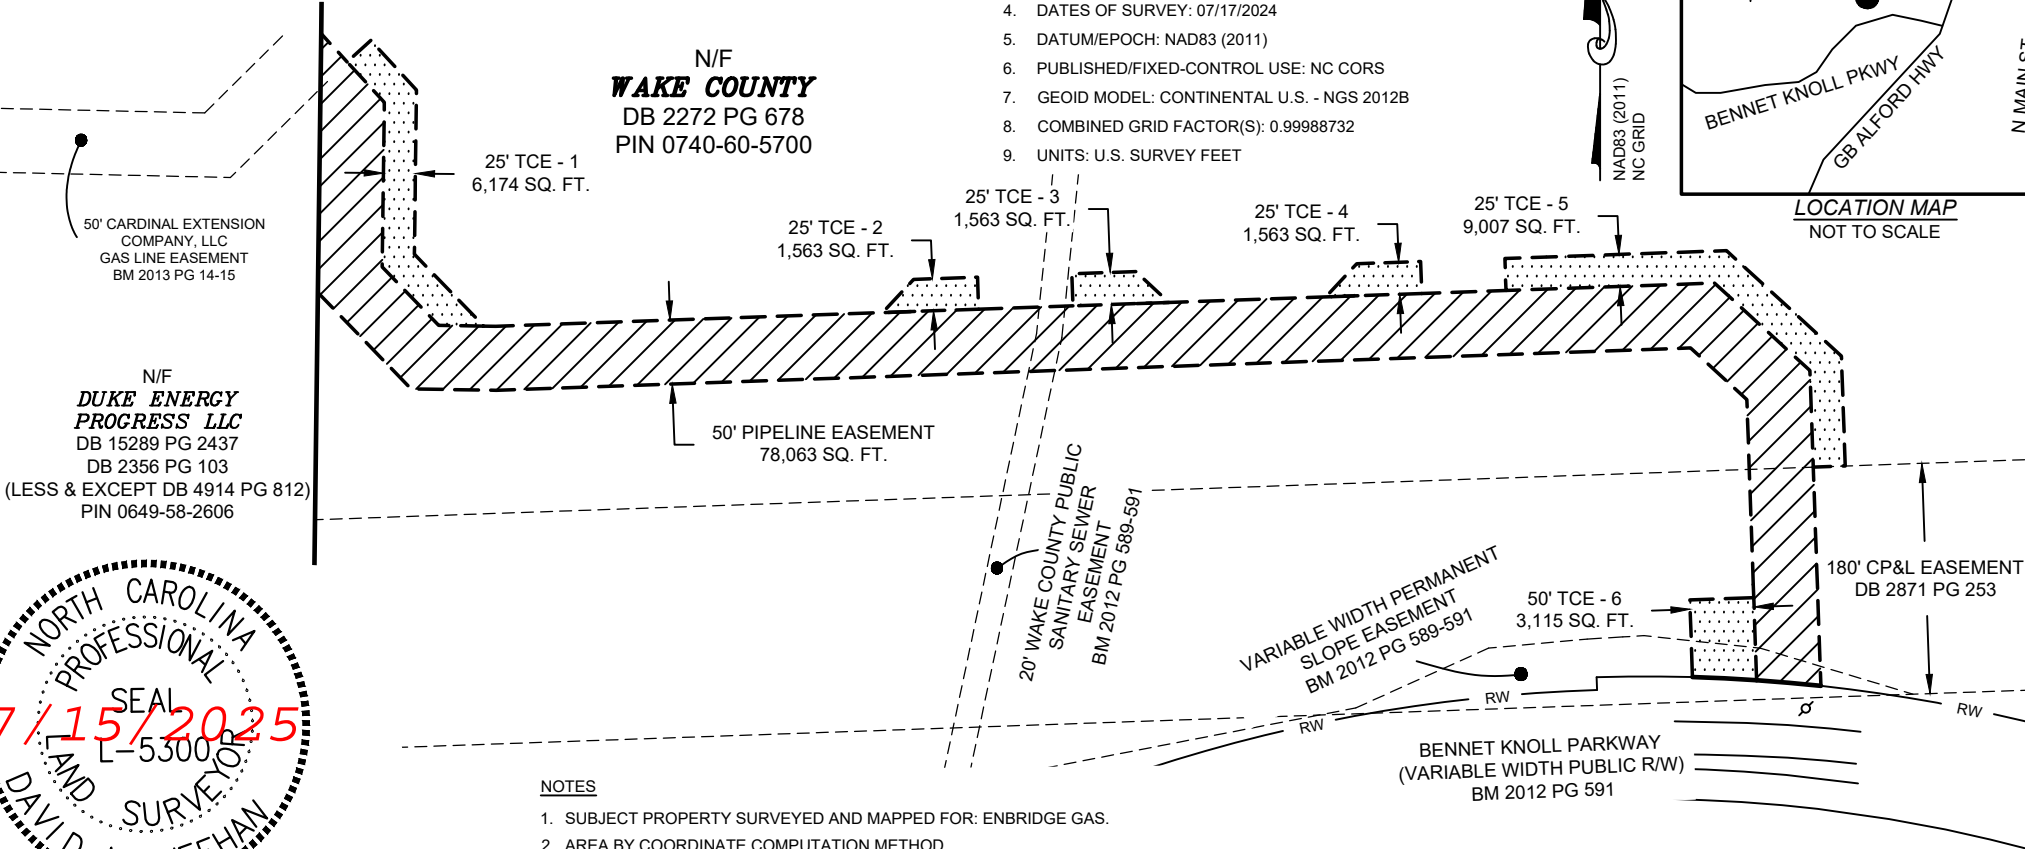 4. DATES OF SURVEY: 07/17/2024
5. DATUM/EPOCH: NAD83 (2011)
6. PUBLISHED/FIXED-CONTROL USE: NC CORS
7. GEOID MODEL: CONTINENTAL U.S. - NGS 2012B
8. COMBINED GRID FACTOR(S): 0.99988732
9. UNITS: U.S. SURVEY FEET
N/F
WAKE COUNTY
DB 2272 PG 678
PIN 0740-60-5700
NAD83 (2011)
NC GRID
BENNET KNOLL PKWY
GB ALFORD HWY
N MAIN ST
LOCATION MAP
NOT TO SCALE
25' TCE - 1
6,174 SQ. FT.
25' TCE - 2
1,563 SQ. FT.
25' TCE - 3
1,563 SQ. FT.
25' TCE - 4
1,563 SQ. FT.
25' TCE - 5
9,007 SQ. FT.
50' CARDINAL EXTENSION
COMPANY, LLC
GAS LINE EASEMENT
BM 2013 PG 14-15
N/F
DUKE ENERGY
PROGRESS LLC
DB 15289 PG 2437
DB 2356 PG 103
(LESS & EXCEPT DB 4914 PG 812)
PIN 0649-58-2606
50' PIPELINE EASEMENT
78,063 SQ. FT.
20' WAKE COUNTY PUBLIC
SANITARY SEWER
EASEMENT
BM 2012 PG 589-591
VARIABLE WIDTH PERMANENT
SLOPE EASEMENT
BM 2012 PG 589-591
50' TCE - 6
3,115 SQ. FT.
180' CP&L EASEMENT
DB 2871 PG 253
RW
RW
RW
BENNET KNOLL PARKWAY
(VARIABLE WIDTH PUBLIC R/W)
BM 2012 PG 591
NORTH CAROLINA
PROFESSIONAL
SEAL
7/15/2025
L-5300
LAND SURVEYOR
DAVID
NOTES
1. SUBJECT PROPERTY SURVEYED AND MAPPED FOR: ENBRIDGE GAS.
2. AREA BY COORDINATE COMPUTATION METHOD